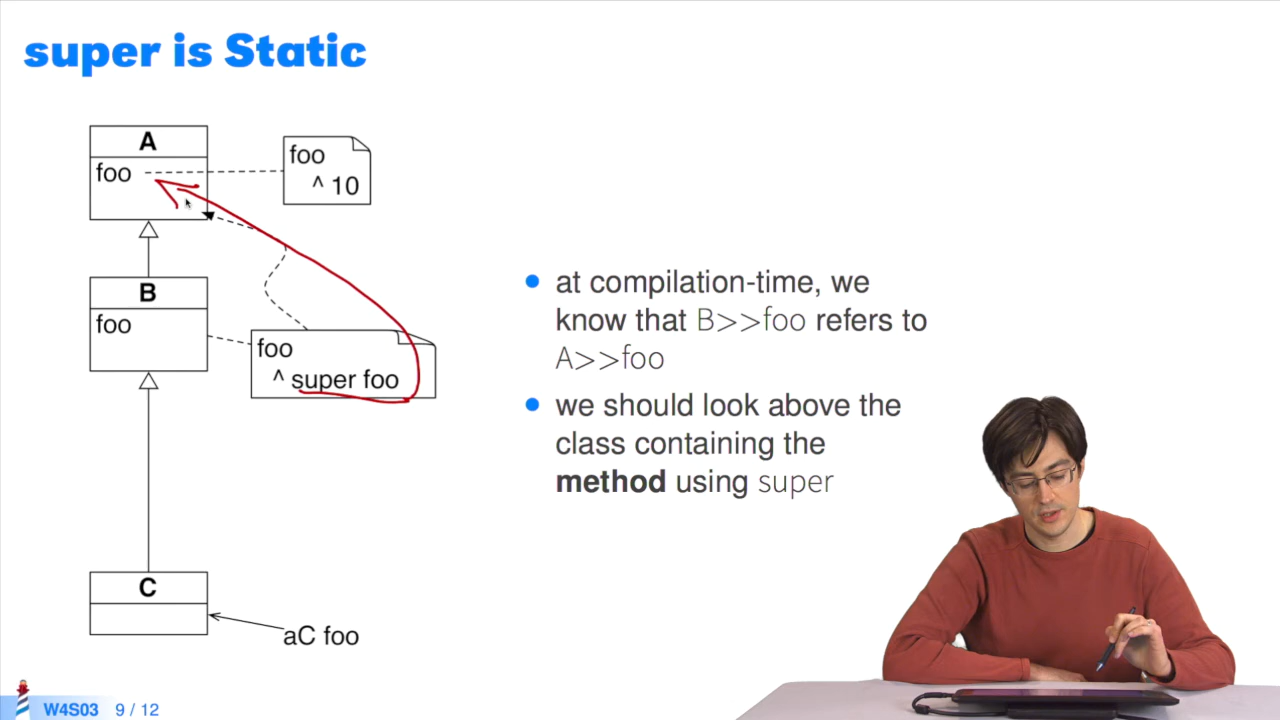 super is Static
A
foo
foo
^ 10
B
foo
foo
^ super foo
C
aC foo
at compilation-time, we
know that B>>foo refers to
A>>foo
we should look above the
class containing the
method using super
W4S03 9 / 12